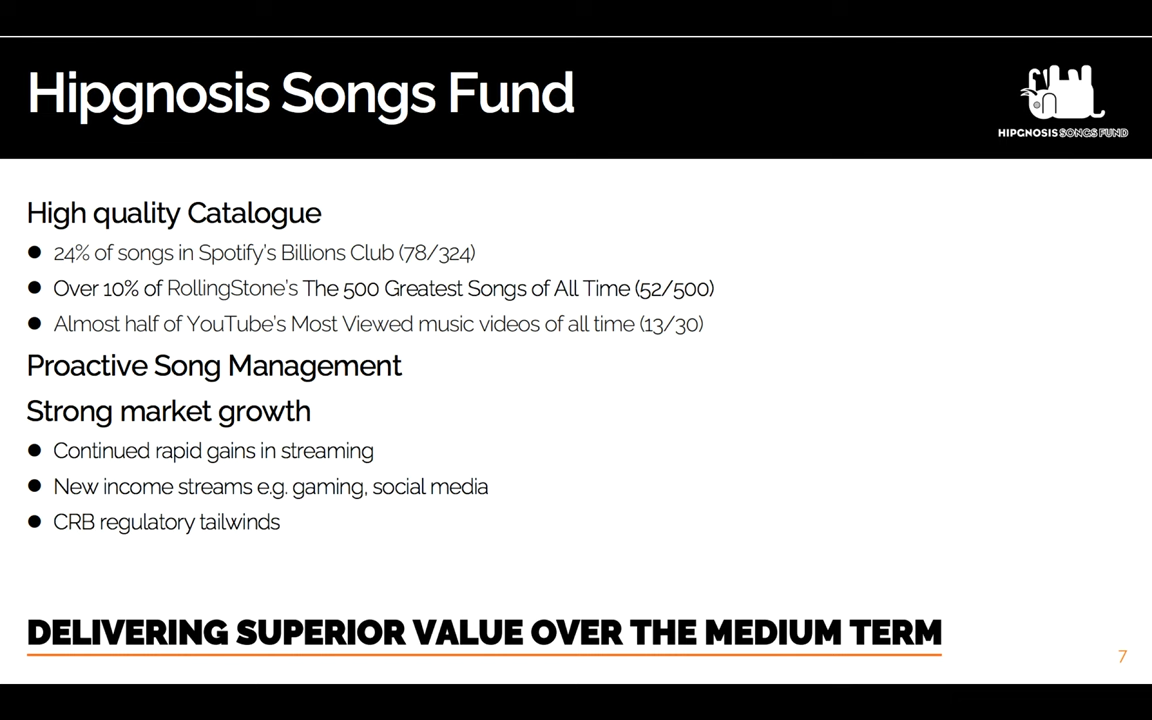 Hipgnosis Songs Fund
HIPGNOSIS SONGS FUND
High quality Catalogue
● 24% of songs in Spotify's Billions Club (78/324)
● Over 10% of RollingStone's The 500 Greatest Songs of All Time (52/500)
● Almost half of YouTube's Most Viewed music videos of all time (13/30)
Proactive Song Management
Strong market growth
● Continued rapid gains in streaming
● New income streams e.g. gaming, social media
● CRB regulatory tailwinds
DELIVERING SUPERIOR VALUE OVER THE MEDIUM TERM
7